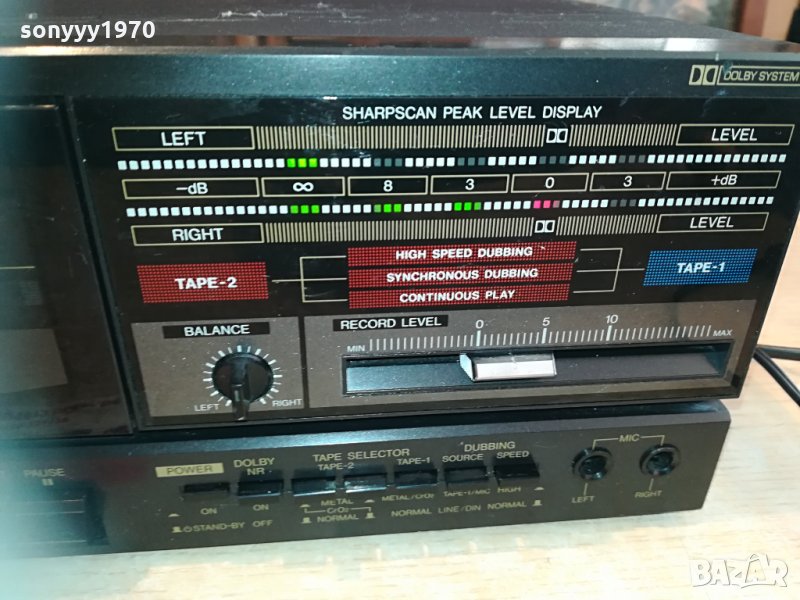 sonyyy1970
DOLBY SYSTEM
SHARPSCAN PEAK LEVEL DISPLAY
LEFT LEVEL
-dB ∞ 8 3 0 3 +dB
RIGHT LEVEL
HIGH SPEED DUBBING
TAPE-2 SYNCHRONOUS DUBBING TAPE-1
CONTINUOUS PLAY
BALANCE
LEFT RIGHT
RECORD LEVEL 0 5 10
MIN MAX
PAUSE
POWER DOLBY NR TAPE SELECTOR DUBBING
TAPE-2 TAPE-1 SOURCE SPEED
MIC
LEFT RIGHT
ON ON METAL METAL/CrO₂ TAPE-1/MIC HIGH
CrO₂
STAND-BY OFF NORMAL NORMAL LINE/DIN NORMAL
BAZAR